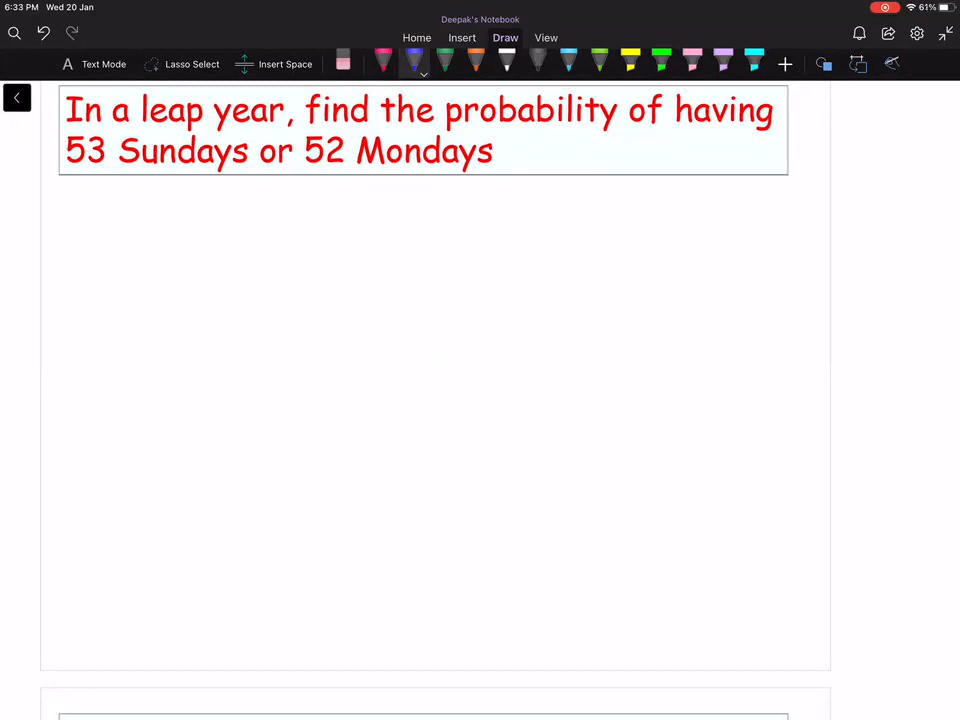 6:33 PM Wed 20 Jan
61%
Deepak's Notebook
Home Insert Draw View
Text Mode Lasso Select Insert Space
In a leap year, find the probability of having
53 Sundays or 52 Mondays